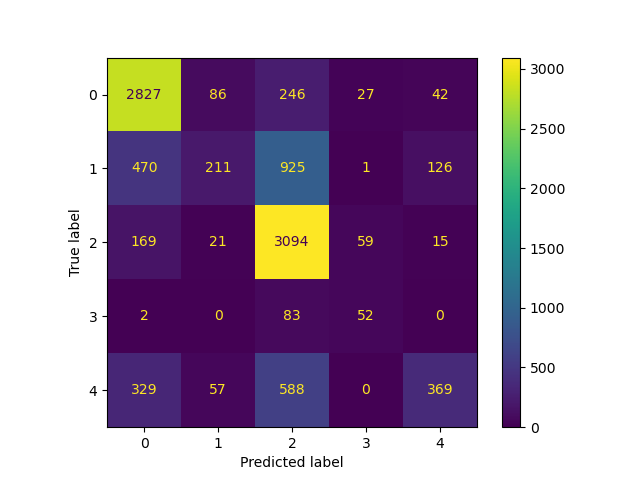 0 2827 86 246 27 42
1 470 211 925 1 126
2 169 21 3094 59 15
3 2 0 83 52 0
4 329 57 588 0 369
0 1 2 3 4
Predicted label
True label
3000
2500
2000
1500
1000
500
0